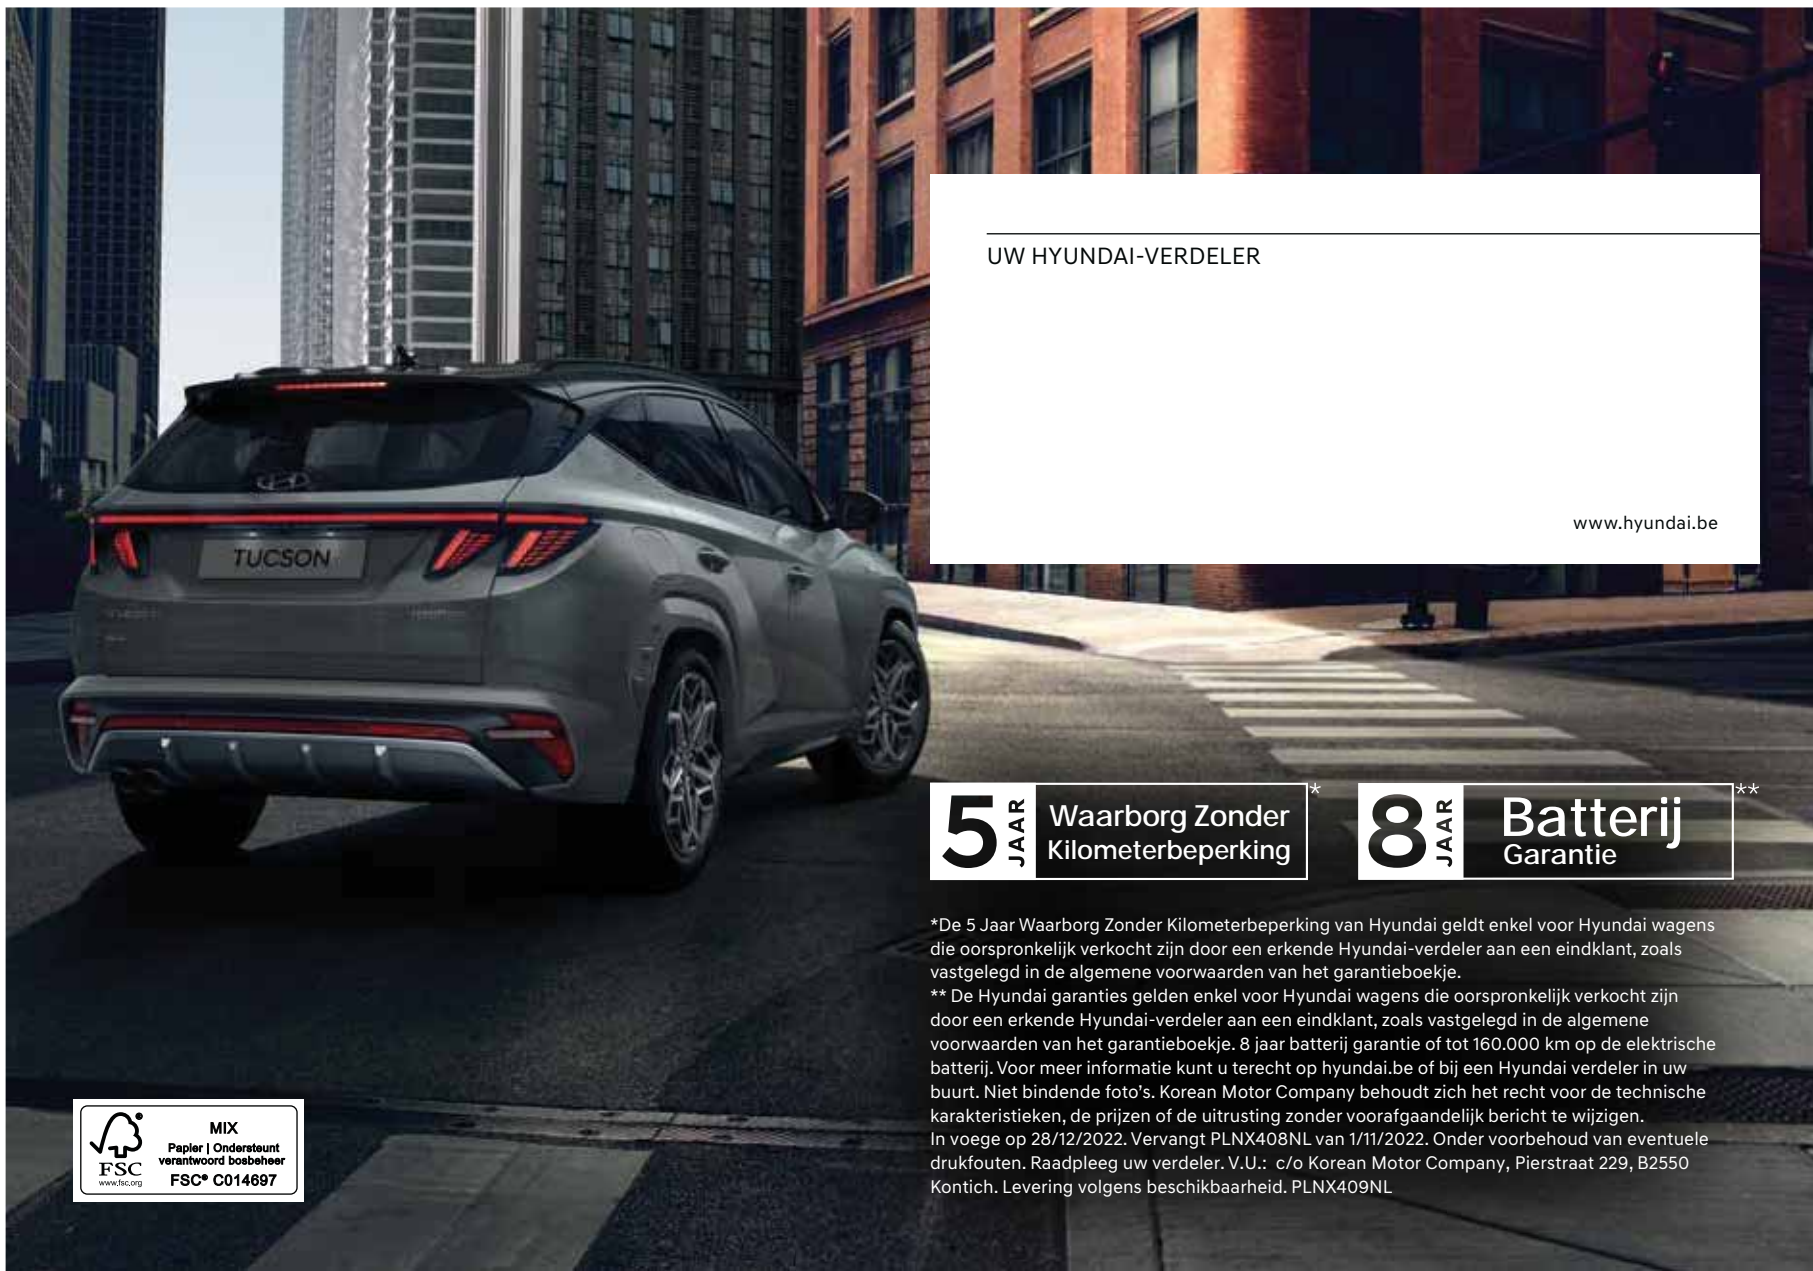 UW HYUNDAI-VERDELER
www.hyundai.be
TUCSON
5 JAAR
Waarborg Zonder
Kilometerbeperking
*
8 JAAR
Batterij
Garantie
**
*De 5 Jaar Waarborg Zonder Kilometerbeperking van Hyundai geldt enkel voor Hyundai wagens
die oorspronkelijk verkocht zijn door een erkende Hyundai-verdeler aan een eindklant, zoals
vastgelegd in de algemene voorwaarden van het garantieboekje.
** De Hyundai garanties gelden enkel voor Hyundai wagens die oorspronkelijk verkocht zijn
door een erkende Hyundai-verdeler aan een eindklant, zoals vastgelegd in de algemene
voorwaarden van het garantieboekje. 8 jaar batterij garantie of tot 160.000 km op de elektrische
batterij. Voor meer informatie kunt u terecht op hyundai.be of bij een Hyundai verdeler in uw
buurt. Niet bindende foto's. Korean Motor Company behoudt zich het recht voor de technische
karakteristieken, de prijzen of de uitrusting zonder voorafgaandelijk bericht te wijzigen.
In voege op 28/12/2022. Vervangt PLNX408NL van 1/11/2022. Onder voorbehoud van eventuele
drukfouten. Raadpleeg uw verdeler. V.U.: c/o Korean Motor Company, Pierstraat 229, B2550
Kontich. Levering volgens beschikbaarheid. PLNX409NL
FSC
www.fsc.org
MIX
Papier | Ondersteunt
verantwoord bosbeheer
FSC® C014697